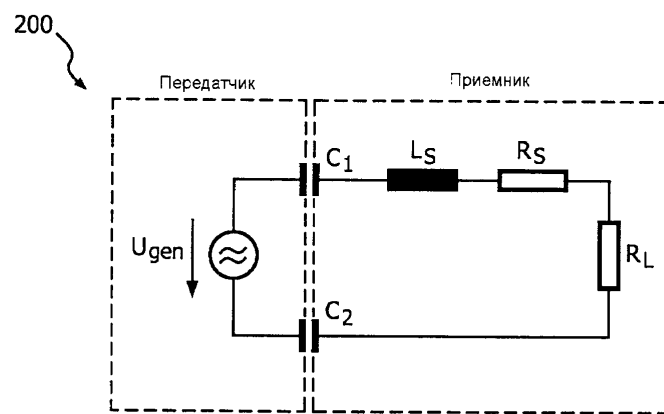 200
Передатчик
Приемник
C1
LS
RS
Ugen
RL
C2